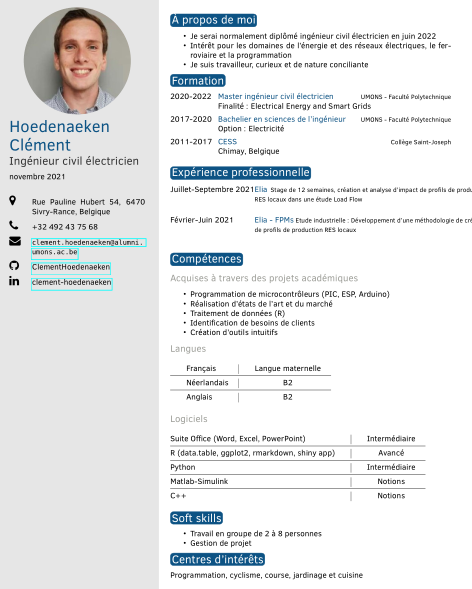 Hoedenaeken
Clément
Ingénieur civil électricien
novembre 2021
Rue Pauline Hubert 54, 6470
Sivry-Rance, Belgique
+32 492 43 75 68
clement.hoedenaeken@alumni.
umons.ac.be
ClementHoedenaeken
clement-hoedenaeken
À propos de moi
• Je serai normalement diplômé ingénieur civil électricien en juin 2022
• Intérêt pour les domaines de l'énergie et des réseaux électriques, le fer-
roviaire et la programmation
• Je suis travailleur, curieux et de nature conciliante
Formation
2020-2022 Master ingénieur civil électricien UMONS – Faculté Polytechnique
Finalité : Electrical Energy and Smart Grids
2017-2020 Bachelier en sciences de l'ingénieur UMONS – Faculté Polytechnique
Option : Electricité
2011-2017 CESS Collège Saint-Joseph
Chimay, Belgique
Expérience professionnelle
Juillet-Septembre 2021 Elia Stage de 12 semaines, création et analyse d'impact de profils de produ
RES locaux dans une étude Load Flow
Février-Juin 2021 Elia – FPMs Etude industrielle : Développement d'une méthodologie de cré
de profils de production RES locaux
Compétences
Acquises à travers des projets académiques
• Programmation de microcontrôleurs (PIC, ESP, Arduino)
• Réalisation d'états de l'art et du marché
• Traitement de données (R)
• Identification de besoins de clients
• Création d'outils intuitifs
Langues
Français Langue maternelle
Néerlandais B2
Anglais B2
Logiciels
Suite Office (Word, Excel, PowerPoint) Intermédiaire
R (data.table, ggplot2, rmarkdown, shiny app) Avancé
Python Intermédiaire
Matlab-Simulink Notions
C++ Notions
Soft skills
• Travail en groupe de 2 à 8 personnes
• Gestion de projet
Centres d'intérêts
Programmation, cyclisme, course, jardinage et cuisine